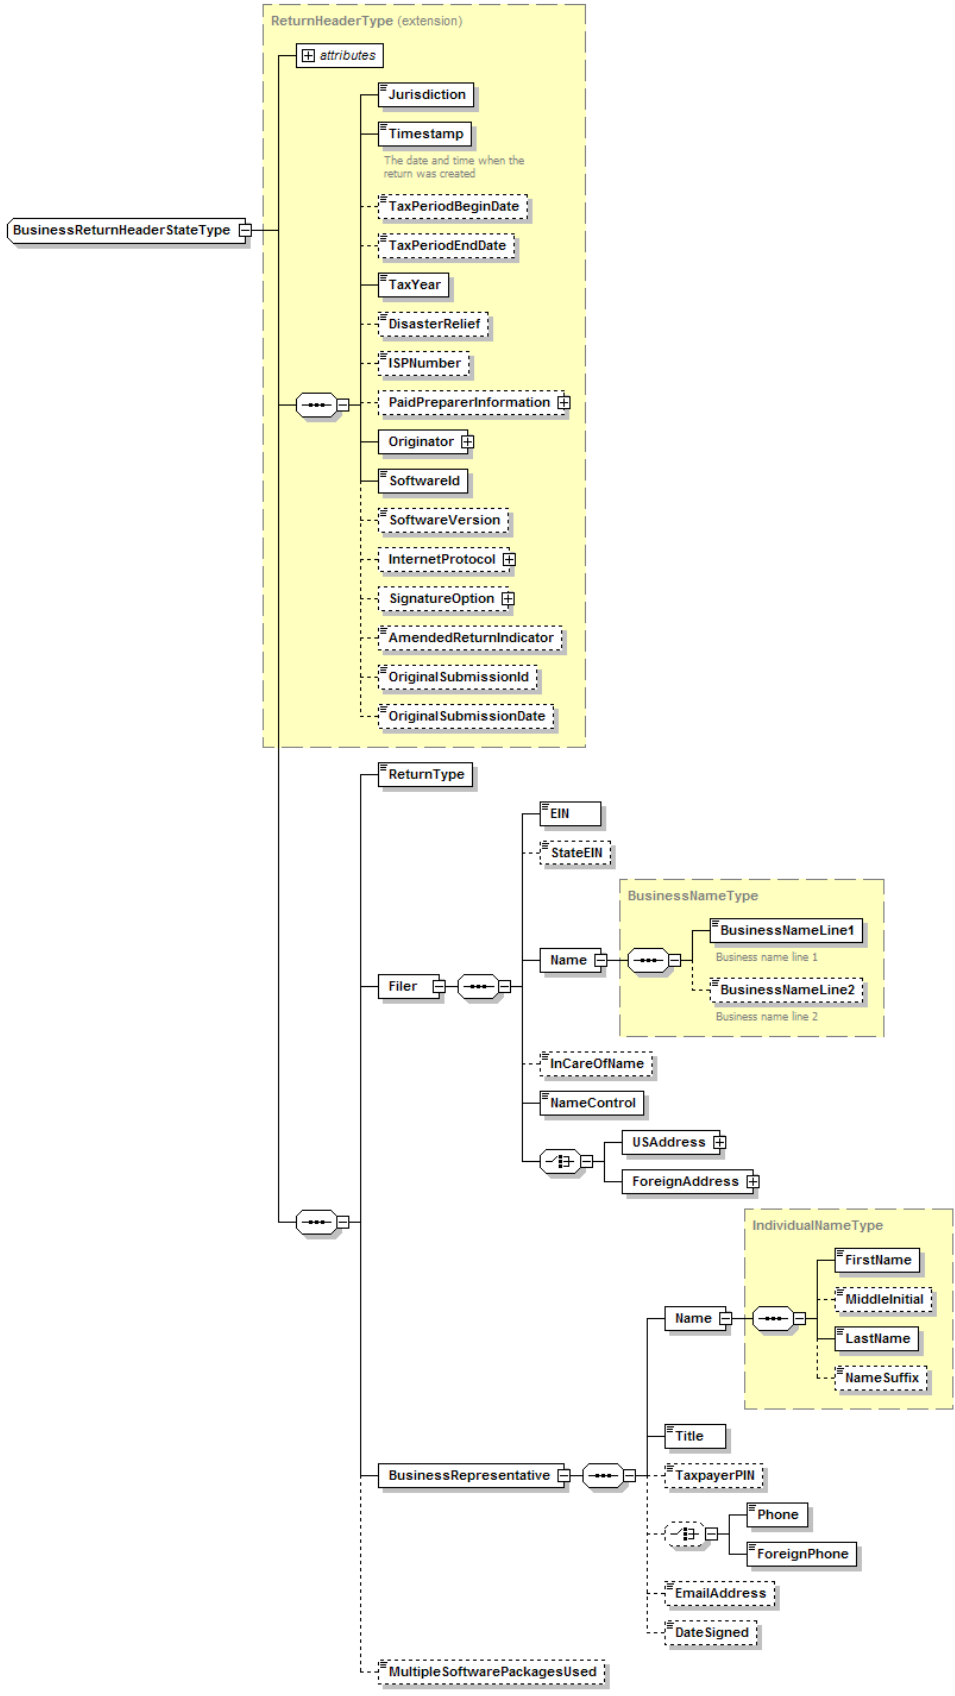 ReturnHeaderType (extension)
attributes
Jurisdiction
Timestamp
The date and time when the
return was created
TaxPeriodBeginDate
BusinessReturnHeaderStateType
TaxPeriodEndDate
TaxYear
DisasterRelief
ISPNumber
PaidPreparerInformation
Originator
SoftwareId
SoftwareVersion
InternetProtocol
SignatureOption
AmendedReturnIndicator
OriginalSubmissionId
OriginalSubmissionDate
ReturnType
EIN
StateEIN
BusinessNameType
BusinessNameLine1
Business name line 1
Name
BusinessNameLine2
Business name line 2
Filer
InCareOfName
NameControl
USAddress
ForeignAddress
IndividualNameType
FirstName
MiddleInitial
Name
LastName
NameSuffix
Title
BusinessRepresentative
TaxpayerPIN
Phone
ForeignPhone
EmailAddress
DateSigned
MultipleSoftwarePackagesUsed